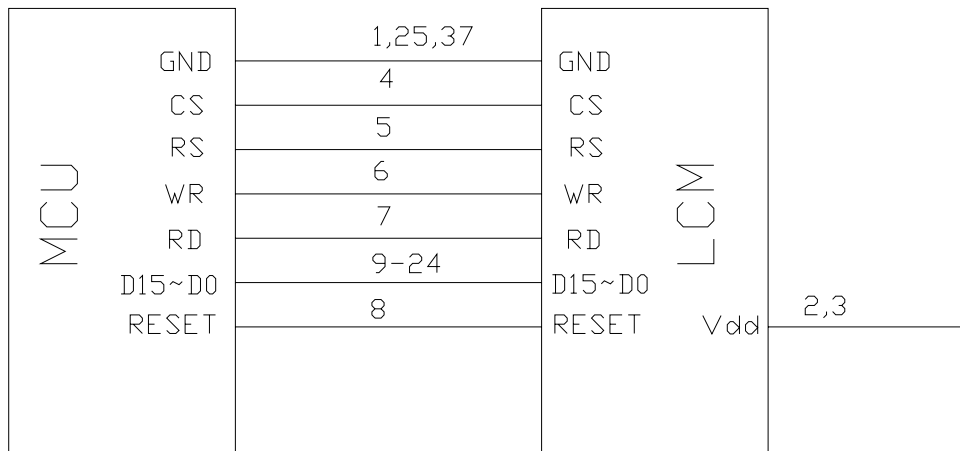 1,25,37
GND GND
4
CS CS
5
RS RS
6
WR WR
7
RD RD
9-24
D15~D0 D15~D0
8
RESET RESET
Vdd
2,3
MCU
LCM